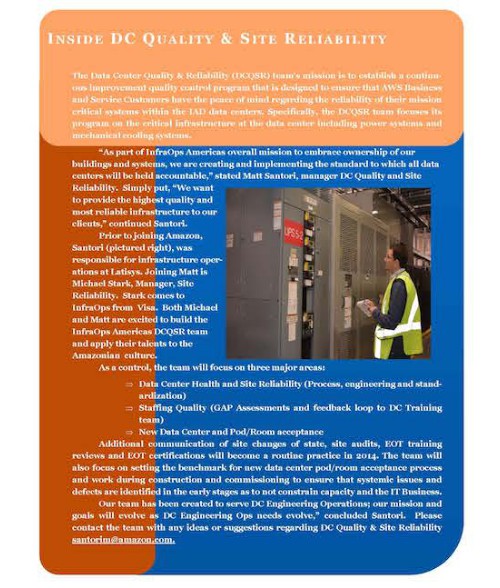 INSIDE DC QUALITY & SITE RELIABILITY
The Data Center Quality & Reliability (DCQSR) team's mission is to establish a continu-
ous improvement quality control program that is designed to ensure that AWS Business
and Service Customers have the peace of mind regarding the reliability of their mission
critical systems within the IAD data centers. Specifically, the DCQSR team focuses its
program on the critical infrastructure at the data center including power systems and
mechanical cooling systems.
"As part of InfraOps Americas overall mission to embrace ownership of our
buildings and systems, we are creating and implementing the standard to which all data
centers will be held accountable," stated Matt Santori, manager DC Quality and Site
Reliability. Simply put, "We want
to provide the highest quality and
most reliable infrastructure to our
clients," continued Santori.
Prior to joining Amazon,
Santori (pictured right), was
responsible for infrastructure oper-
ations at Latisys. Joining Matt is
Michael Stark, Manager, Site
Reliability. Stark comes to
InfraOps from Visa. Both Michael
and Matt are excited to build the
InfraOps Americas DCQSR team
and apply their talents to the
Amazonian culture.
UPS 5-2
As a control, the team will focus on three major areas:
⇒ Data Center Health and Site Reliability (Process, engineering and stand-
ardization)
⇒ Staffing Quality (GAP Assessments and feedback loop to DC Training
team)
⇒ New Data Center and Pod/Room acceptance
Additional communication of site changes of state, site audits, EOT training
reviews and EOT certifications will become a routine practice in 2014. The team will
also focus on setting the benchmark for new data center pod/room acceptance process
and work during construction and commissioning to ensure that systemic issues and
defects are identified in the early stages as to not constrain capacity and the IT Business.
Our team has been created to serve DC Engineering Operations; our mission and
goals will evolve as DC Engineering Ops needs evolve," concluded Santori. Please
contact the team with any ideas or suggestions regarding DC Quality & Site Reliability
santorim@amazon.com.